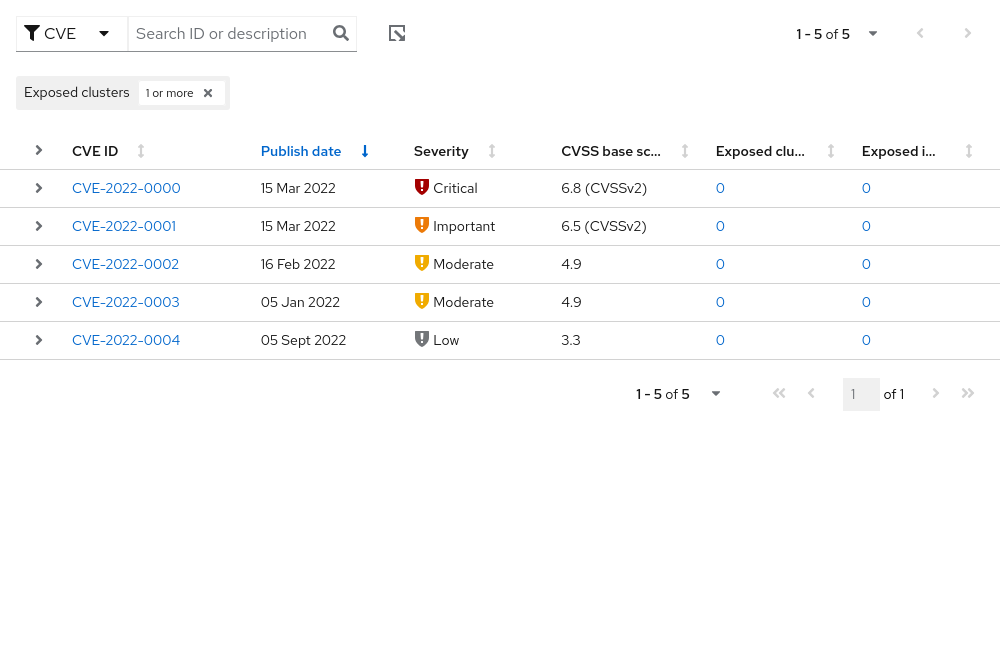 CVE Search ID or description 1 - 5 of 5
Exposed clusters 1 or more
CVE ID Publish date Severity CVSS base sc... Exposed clu... Exposed i...
CVE-2022-0000 15 Mar 2022 Critical 6.8 (CVSSv2) 0 0
CVE-2022-0001 15 Mar 2022 Important 6.5 (CVSSv2) 0 0
CVE-2022-0002 16 Feb 2022 Moderate 4.9 0 0
CVE-2022-0003 05 Jan 2022 Moderate 4.9 0 0
CVE-2022-0004 05 Sept 2022 Low 3.3 0 0
1 - 5 of 5 1 of 1